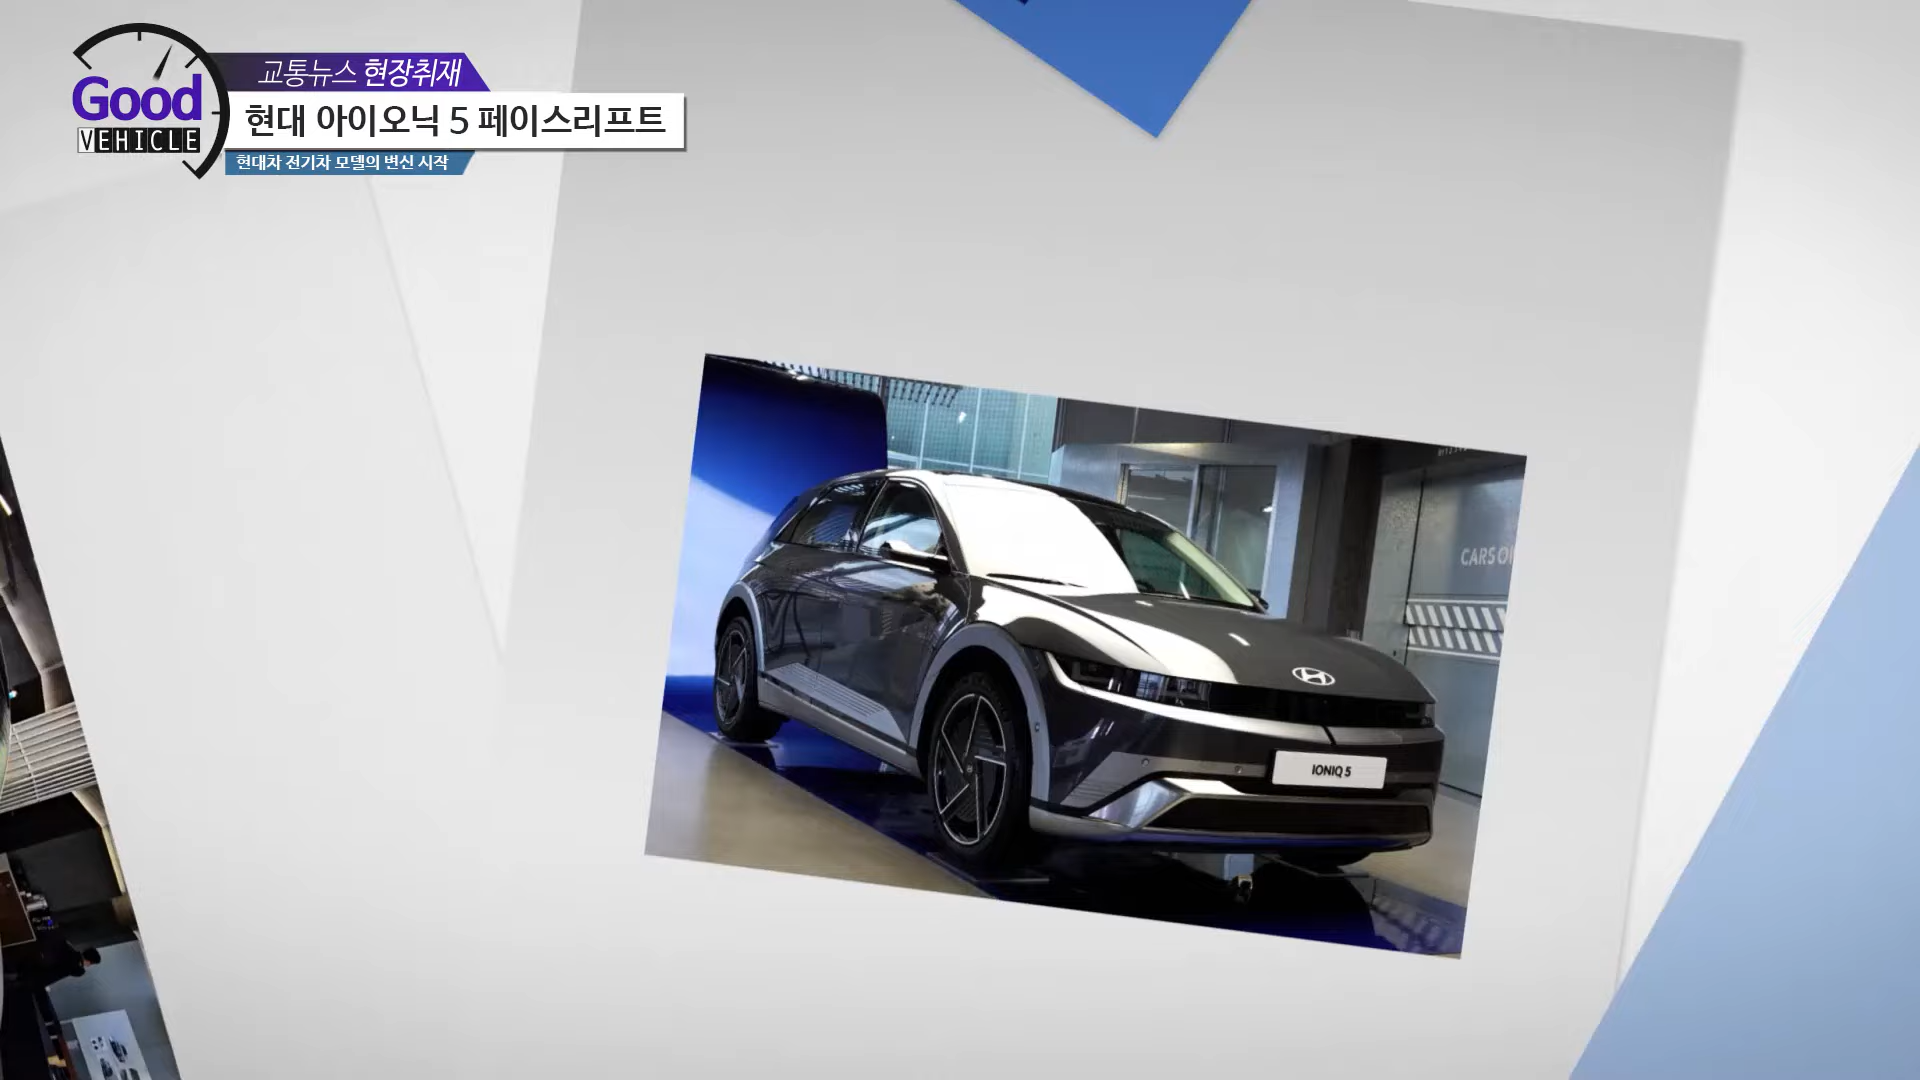 교통뉴스 현장취재
Good
VEHICLE
현대 아이오닉 5 페이스리프트
현대차 전기차 모델의 변신 시작
CARS O
IONIQ 5